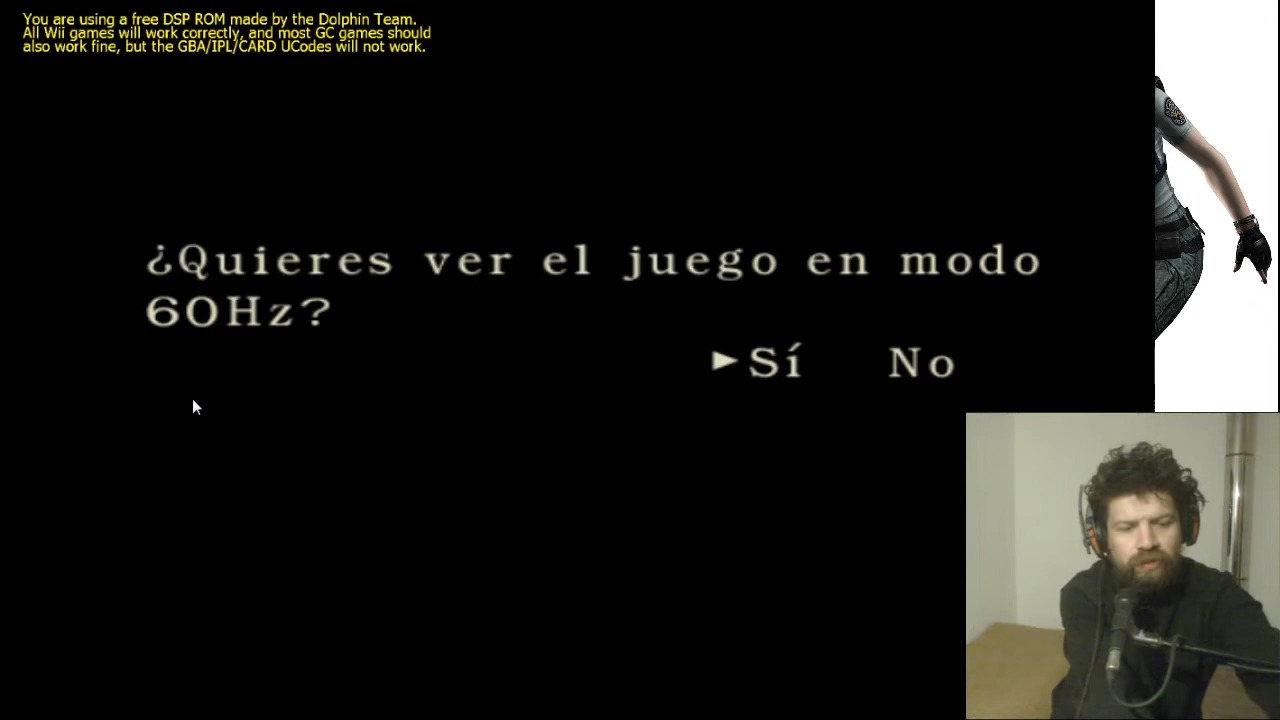 You are using a free DSP ROM made by the Dolphin Team.
All Wii games will work correctly, and most GC games should
also work fine, but the GBA/IPL/CARD UCodes will not work.
¿Quieres ver el juego en modo
60Hz?
►Sí No